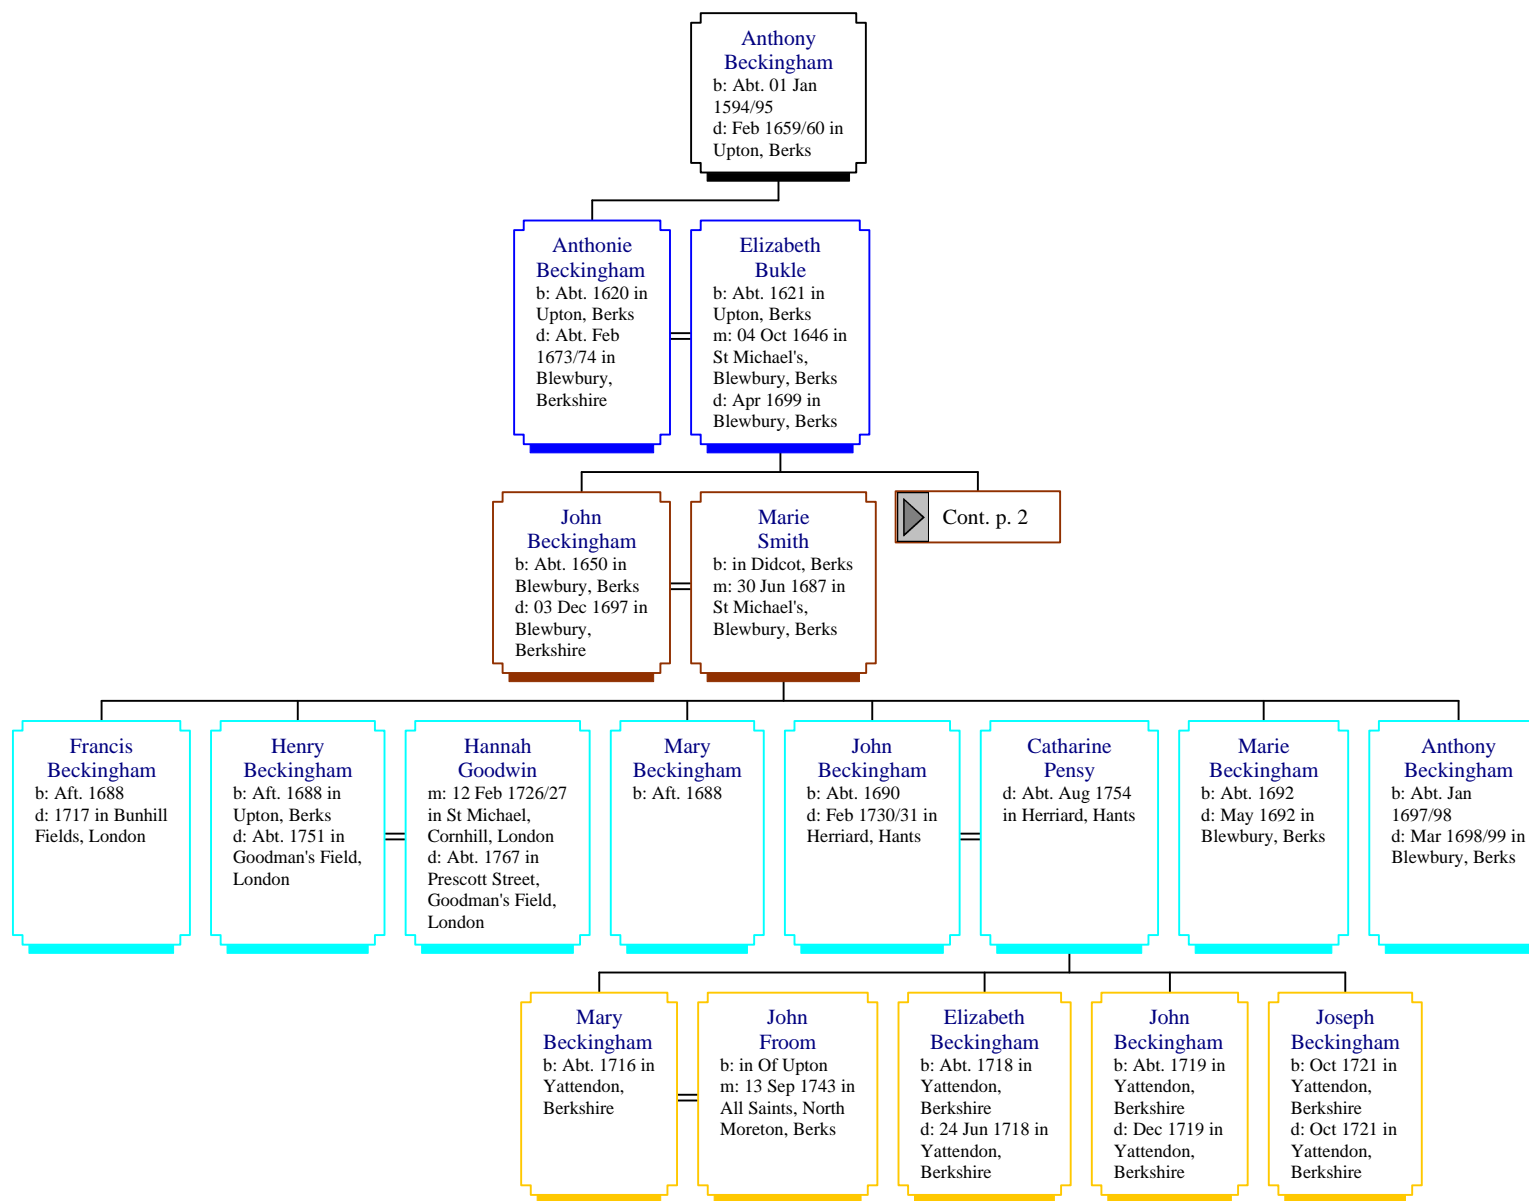 Anthony
Beckingham
b: Abt. 01 Jan
1594/95
d: Feb 1659/60 in
Upton, Berks
Anthonie
Beckingham
b: Abt. 1620 in
Upton, Berks
d: Abt. Feb
1673/74 in
Blewbury,
Berkshire
Elizabeth
Bukle
b: Abt. 1621 in
Upton, Berks
m: 04 Oct 1646 in
St Michael's,
Blewbury, Berks
d: Apr 1699 in
Blewbury, Berks
John
Beckingham
b: Abt. 1650 in
Blewbury, Berks
d: 03 Dec 1697 in
Blewbury,
Berkshire
Marie
Smith
b: in Didcot, Berks
m: 30 Jun 1687 in
St Michael's,
Blewbury, Berks
Cont. p. 2
Francis
Beckingham
b: Aft. 1688
d: 1717 in Bunhill
Fields, London
Henry
Beckingham
b: Aft. 1688 in
Upton, Berks
d: Abt. 1751 in
Goodman's Field,
London
Hannah
Goodwin
m: 12 Feb 1726/27
in St Michael,
Cornhill, London
d: Abt. 1767 in
Prescott Street,
Goodman's Field,
London
Mary
Beckingham
b: Aft. 1688
John
Beckingham
b: Abt. 1690
d: Feb 1730/31 in
Herriard, Hants
Catharine
Pensy
d: Abt. Aug 1754
in Herriard, Hants
Marie
Beckingham
b: Abt. 1692
d: May 1692 in
Blewbury, Berks
Anthony
Beckingham
b: Abt. Jan
1697/98
d: Mar 1698/99 in
Blewbury, Berks
Mary
Beckingham
b: Abt. 1716 in
Yattendon,
Berkshire
John
Froom
b: in Of Upton
m: 13 Sep 1743 in
All Saints, North
Moreton, Berks
Elizabeth
Beckingham
b: Abt. 1718 in
Yattendon,
Berkshire
d: 24 Jun 1718 in
Yattendon,
Berkshire
John
Beckingham
b: Abt. 1719 in
Yattendon,
Berkshire
d: Dec 1719 in
Yattendon,
Berkshire
Joseph
Beckingham
b: Oct 1721 in
Yattendon,
Berkshire
d: Oct 1721 in
Yattendon,
Berkshire